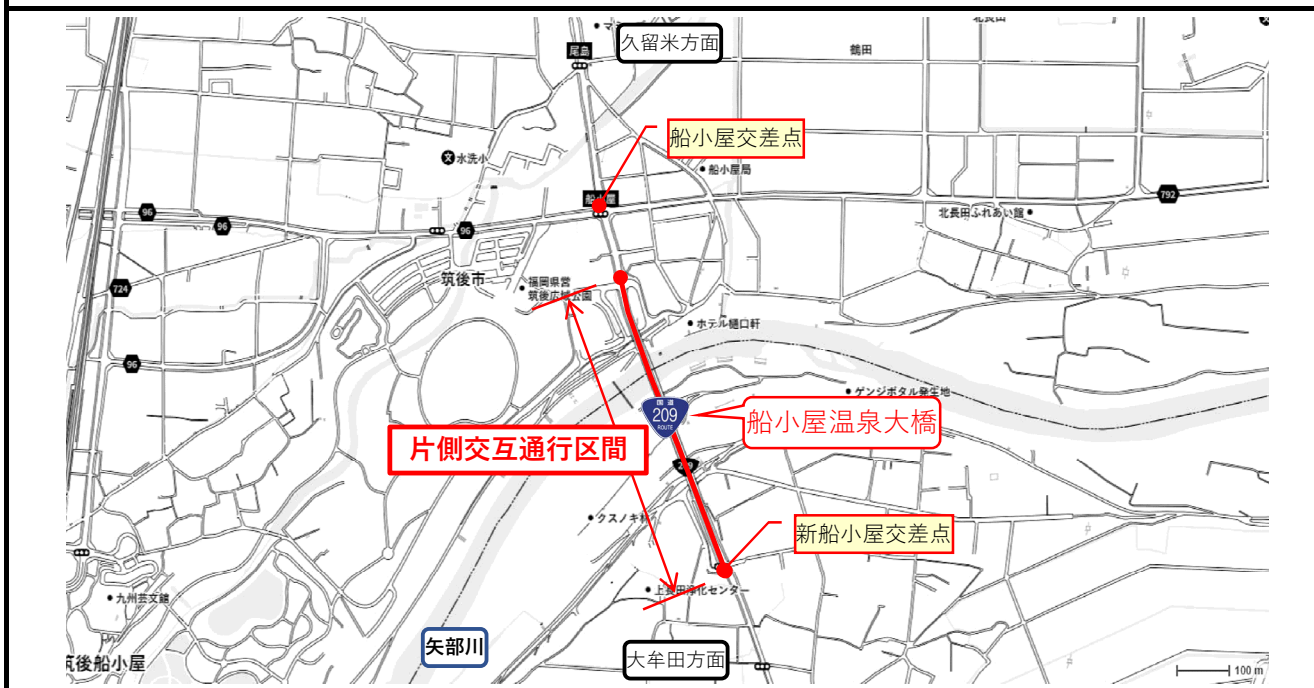 久留米方面
尾島
鶴田
船小屋交差点
水洗小
船小屋局
船小屋
792
96
96
96
北長田ふれあい館
筑後市
福岡県営
筑後広域公園
724
96
ホテル樋口軒
ゲンジボタル発生地
国道
209
ROUTE
船小屋温泉大橋
片側交互通行区間
クスノキ林
新船小屋交差点
上長田浄化センター
九州芸文館
矢部川
大牟田方面
筑後船小屋
100 m